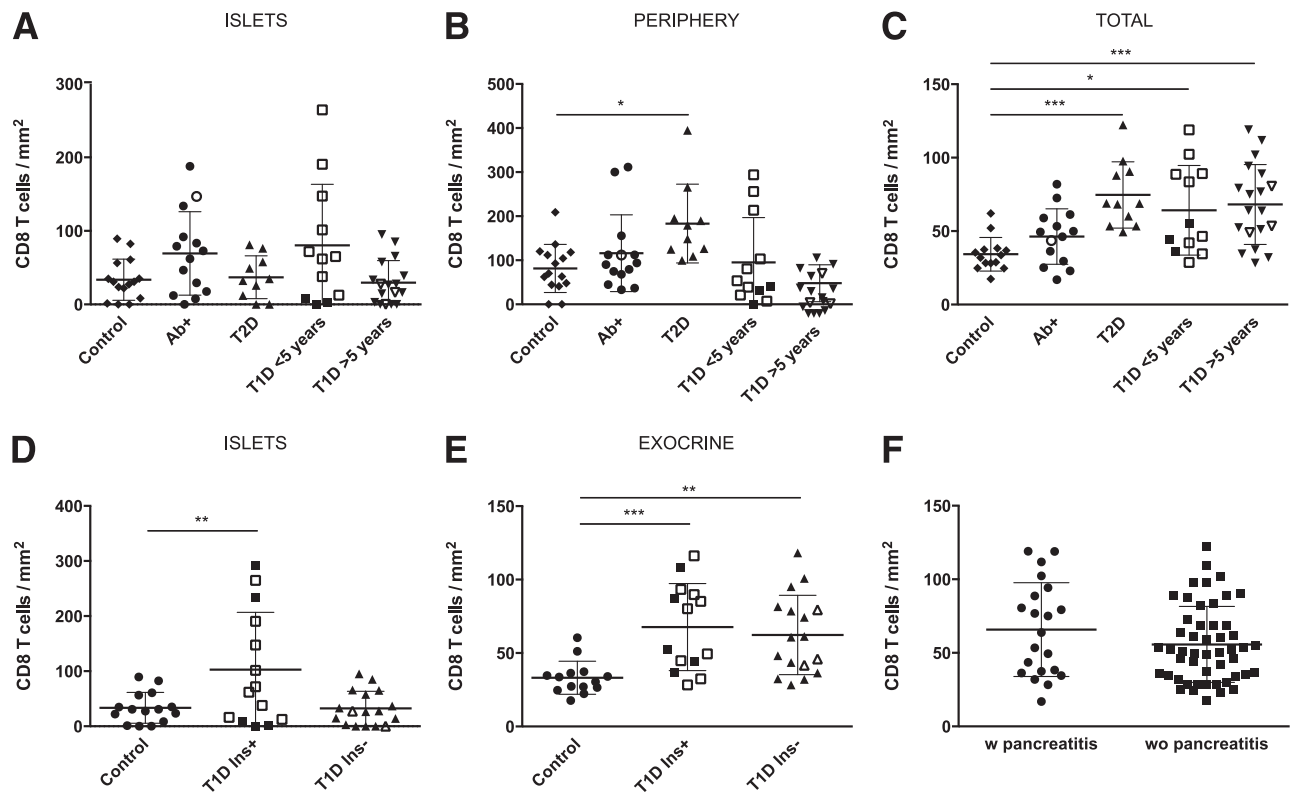 A
ISLETS
CD8 T cells / mm2
300
200
100
0
Control
Ab+
T2D
T1D <5 years
T1D >5 years
B
PERIPHERY
CD8 T cells / mm2
500
400
300
200
100
0
*
Control
Ab+
T2D
T1D <5 years
T1D >5 years
C
TOTAL
CD8 T cells / mm2
150
100
50
0
***
*
***
Control
Ab+
T2D
T1D <5 years
T1D >5 years
D
ISLETS
CD8 T cells / mm2
400
300
200
100
0
**
Control
T1D Ins+
T1D Ins-
E
EXOCRINE
CD8 T cells / mm2
150
100
50
0
**
***
Control
T1D Ins+
T1D Ins-
F
CD8 T cells / mm2
150
100
50
0
w pancreatitis
wo pancreatitis